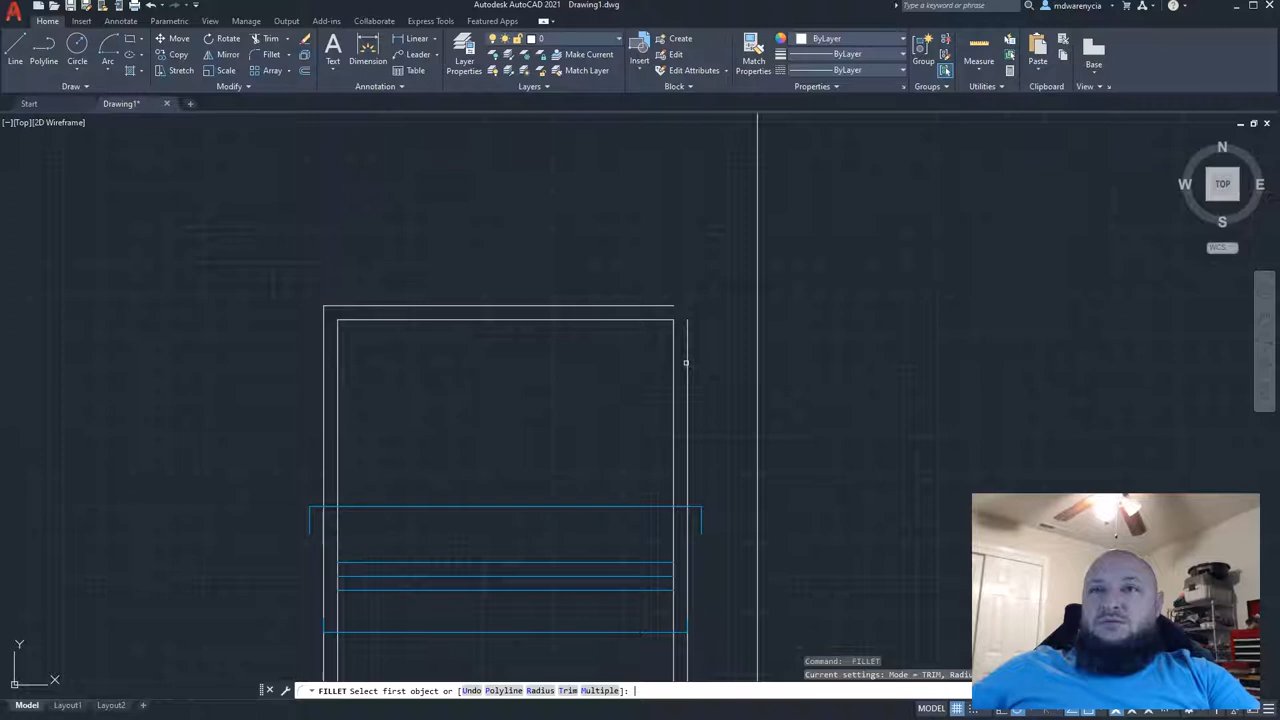 Autodesk AutoCAD 2021 Drawing1.dwg
Type a keyword or phrase
mdwarenycia
Home Insert Annotate Parametric View Manage Output Add-ins Collaborate Express Tools Featured Apps
Line Polyline Circle Arc
Move Rotate Trim
Copy Mirror Fillet
Stretch Scale Array
Text Dimension
Linear
Leader
Table
Layer Properties
0
Make Current
Match Layer
Insert
Create
Edit
Edit Attributes
Match Properties
ByLayer
ByLayer
ByLayer
Group
Measure
Paste
Base
Draw Modify Annotation Layers Block Properties Groups Utilities Clipboard View
Start Drawing1*
[−][Top][2D Wireframe]
N
W TOP E
S
WCS
Y
X
Command: FILLET
Current settings: Mode = TRIM, Radiu
FILLET Select first object or [Undo Polyline Radius Trim Multiple]:
Model Layout1 Layout2
MODEL